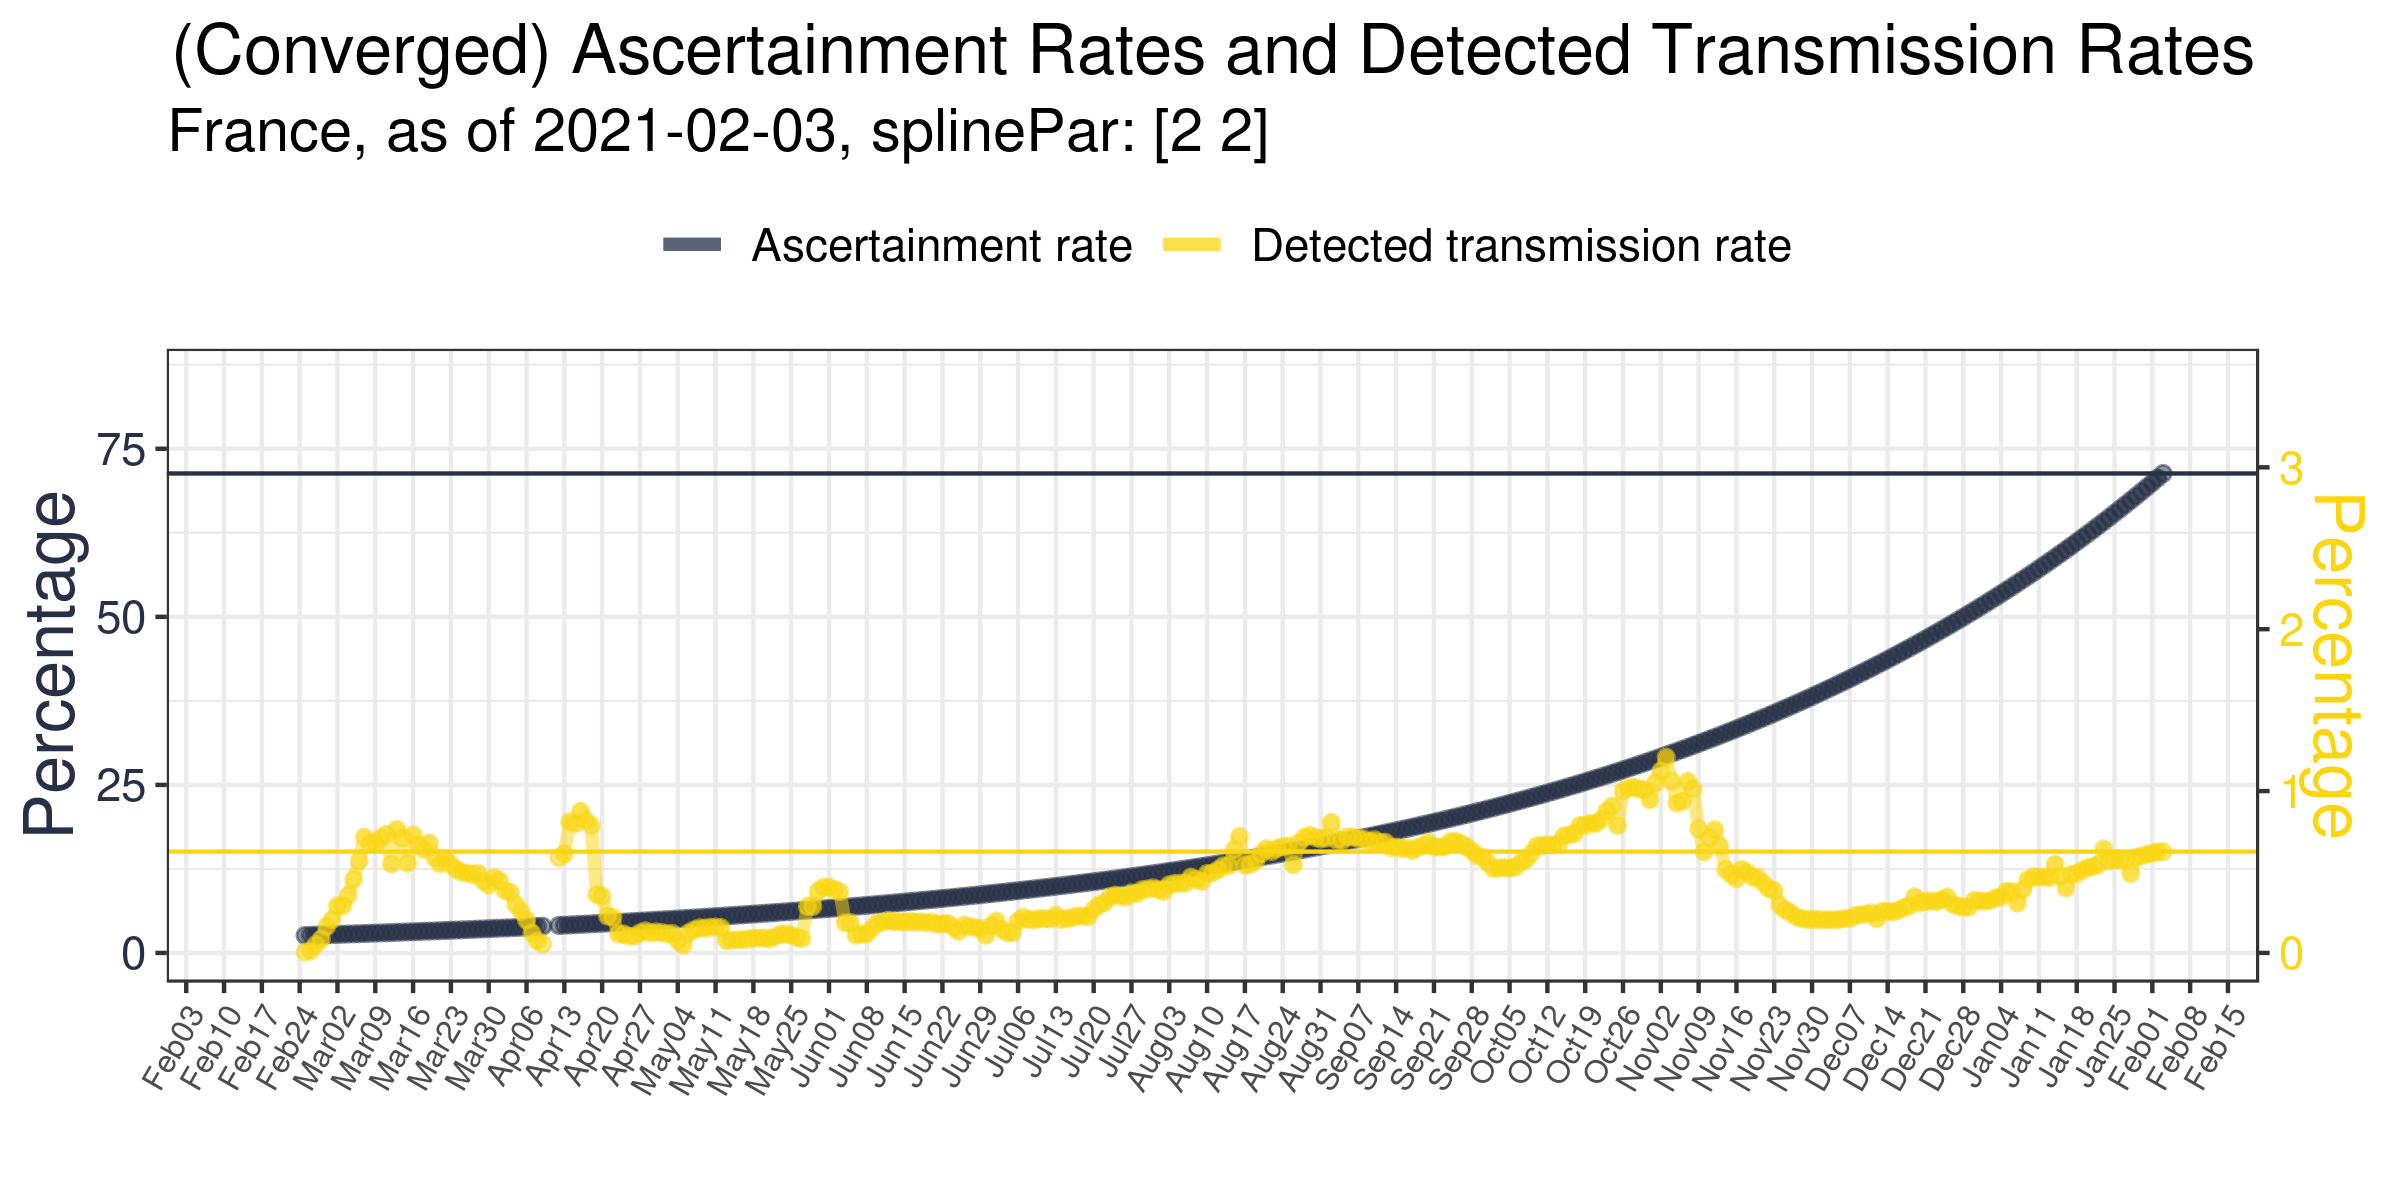 (Converged) Ascertainment Rates and Detected Transmission Rates
France, as of 2021-02-03, splinePar: [2 2]
Ascertainment rate
Detected transmission rate
Percentage
75
50
25
0
3
2
1
0
Percentage
Feb03
Feb10
Feb17
Feb24
Mar02
Mar09
Mar16
Mar23
Mar30
Apr06
Apr13
Apr20
Apr27
May04
May11
May18
May25
Jun01
Jun08
Jun15
Jun22
Jun29
Jul06
Jul13
Jul20
Jul27
Aug03
Aug10
Aug17
Aug24
Aug31
Sep07
Sep14
Sep21
Sep28
Oct05
Oct12
Oct19
Oct26
Nov02
Nov09
Nov16
Nov23
Nov30
Dec07
Dec14
Dec21
Dec28
Jan04
Jan11
Jan18
Jan25
Feb01
Feb08
Feb15